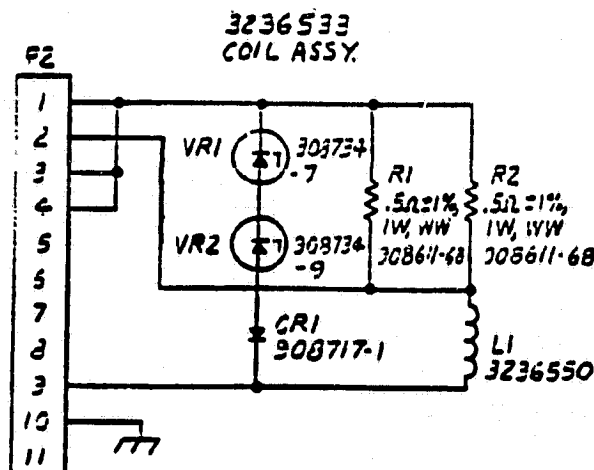 3236533
COIL ASSY.
P2
1
2
3
4
5
6
7
8
9
10
11
VR1 308734
-7
VR2 308734
-9
R1
.5Ω±1%,
1W, WW
308611-68
R2
.5Ω±1%,
1W, WW
308611-68
CR1
908717-1
L1
3236550